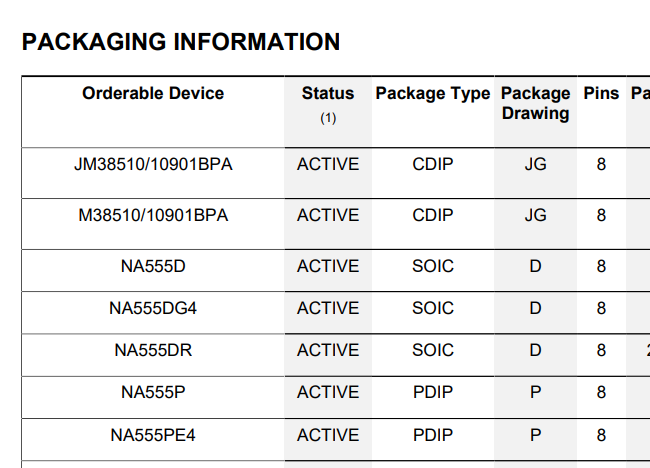 PACKAGING INFORMATION
Orderable Device Status Package Type Package Pins Pa
(1) Drawing
JM38510/10901BPA ACTIVE CDIP JG 8
M38510/10901BPA ACTIVE CDIP JG 8
NA555D ACTIVE SOIC D 8
NA555DG4 ACTIVE SOIC D 8
NA555DR ACTIVE SOIC D 8
NA555P ACTIVE PDIP P 8
NA555PE4 ACTIVE PDIP P 8